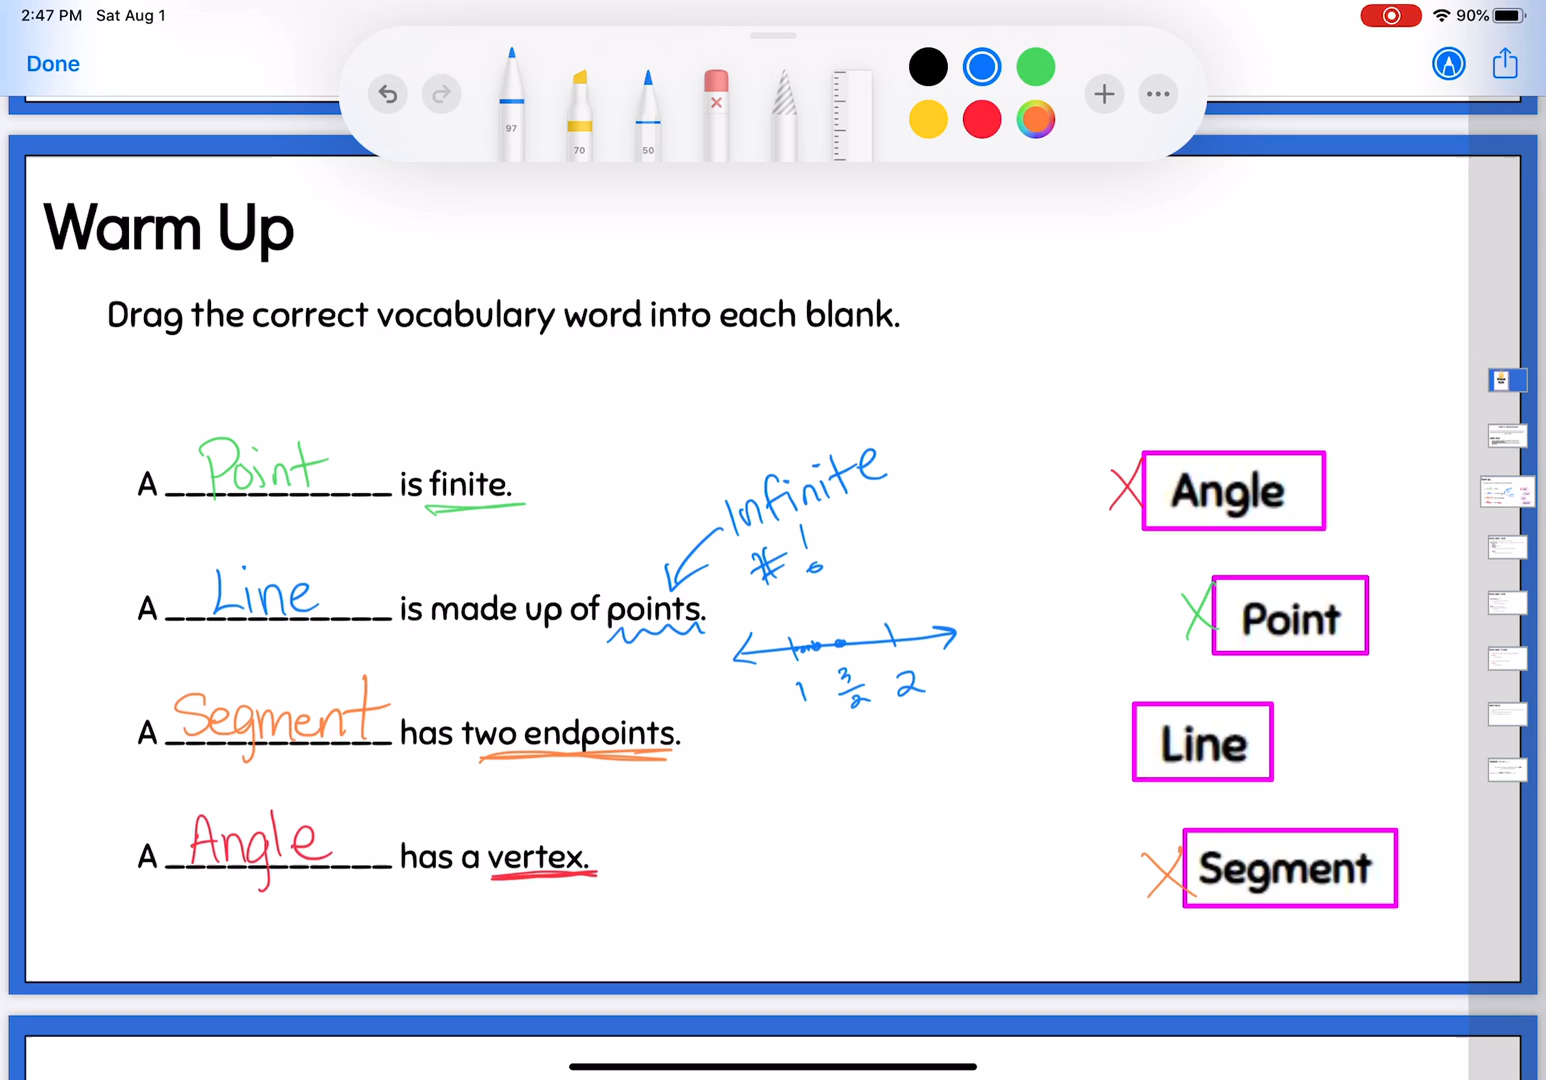 2:47 PM Sat Aug 1
90%
Done
97
70
50
Warm Up
Drag the correct vocabulary word into each blank.
A Point is finite.
Infinite
#!
A Line is made up of points.
1 3/2 2
A Segment has two endpoints.
A Angle has a vertex.
X Angle
X Point
Line
X Segment